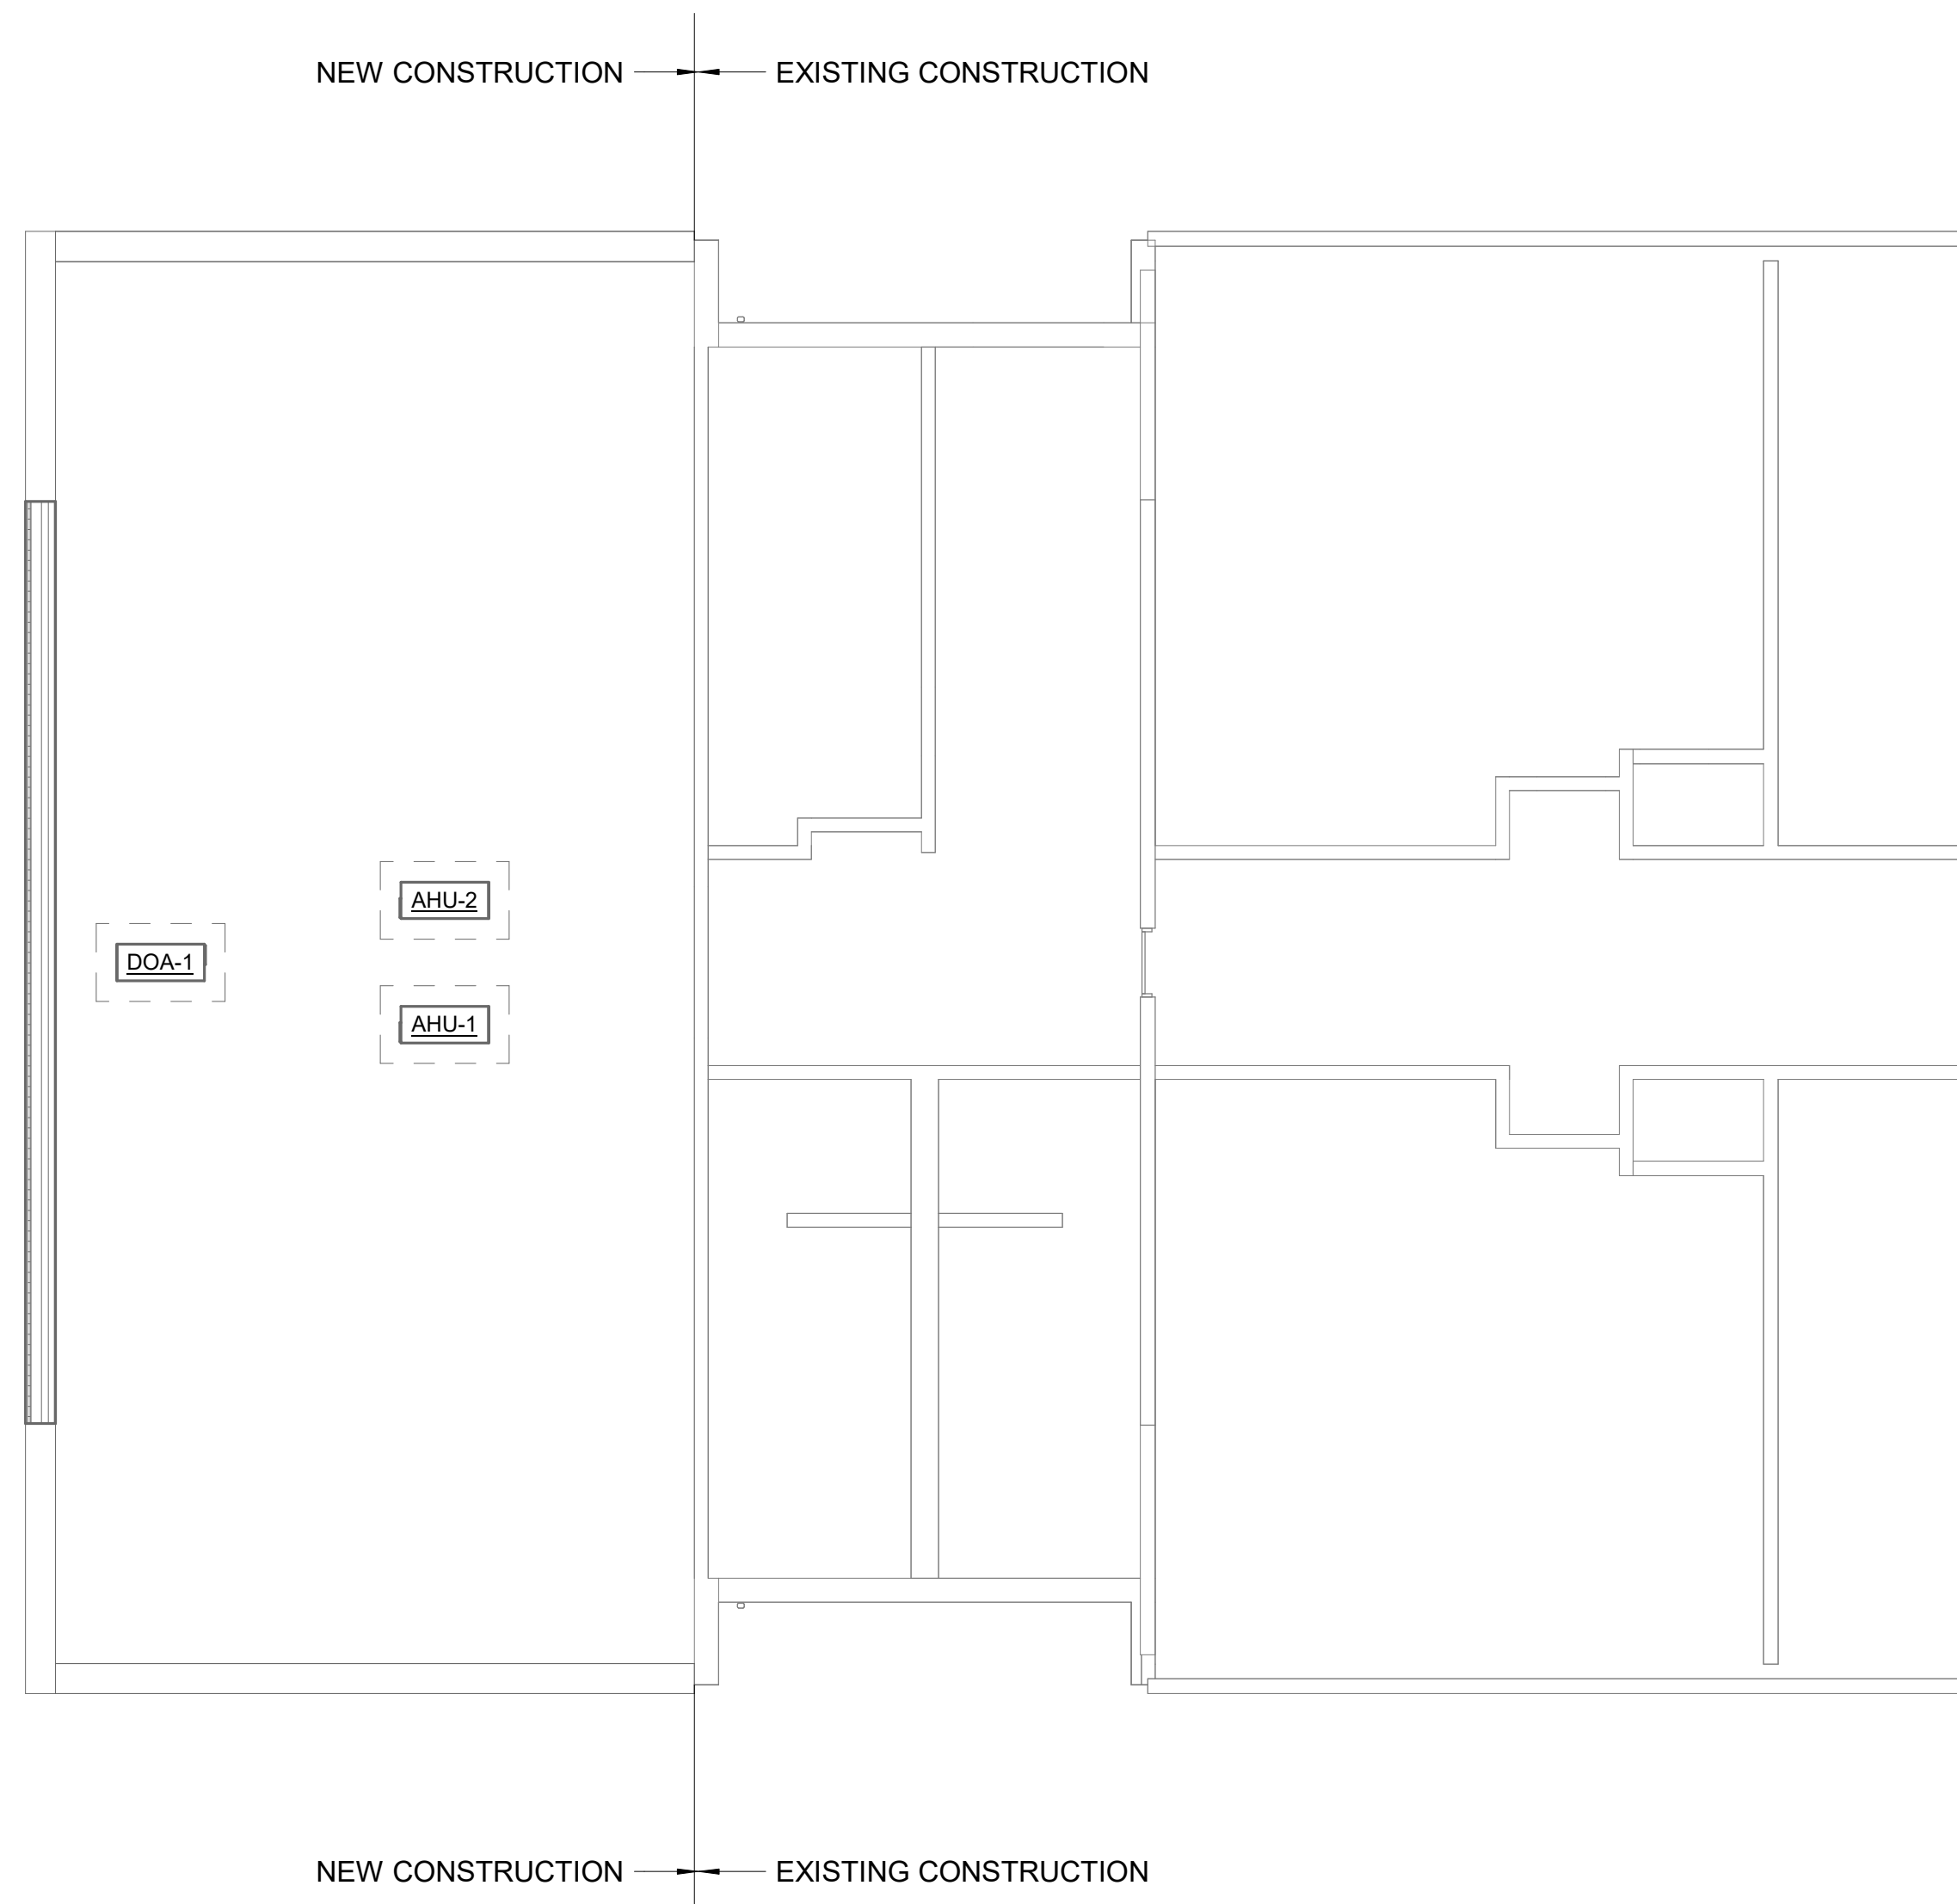 NEW CONSTRUCTION EXISTING CONSTRUCTION
AHU-2
DOA-1
AHU-1
NEW CONSTRUCTION EXISTING CONSTRUCTION